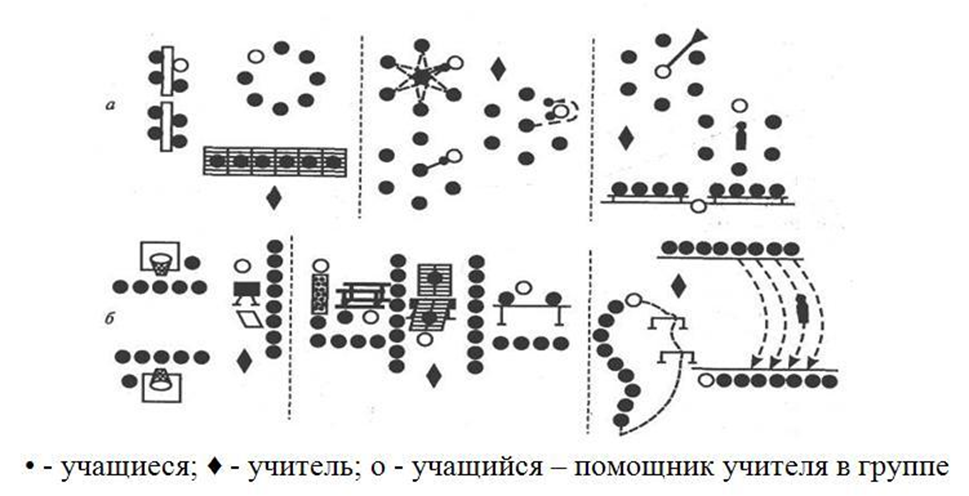 а
б
• - учащиеся; ♦ - учитель; о - учащийся – помощник учителя в группе